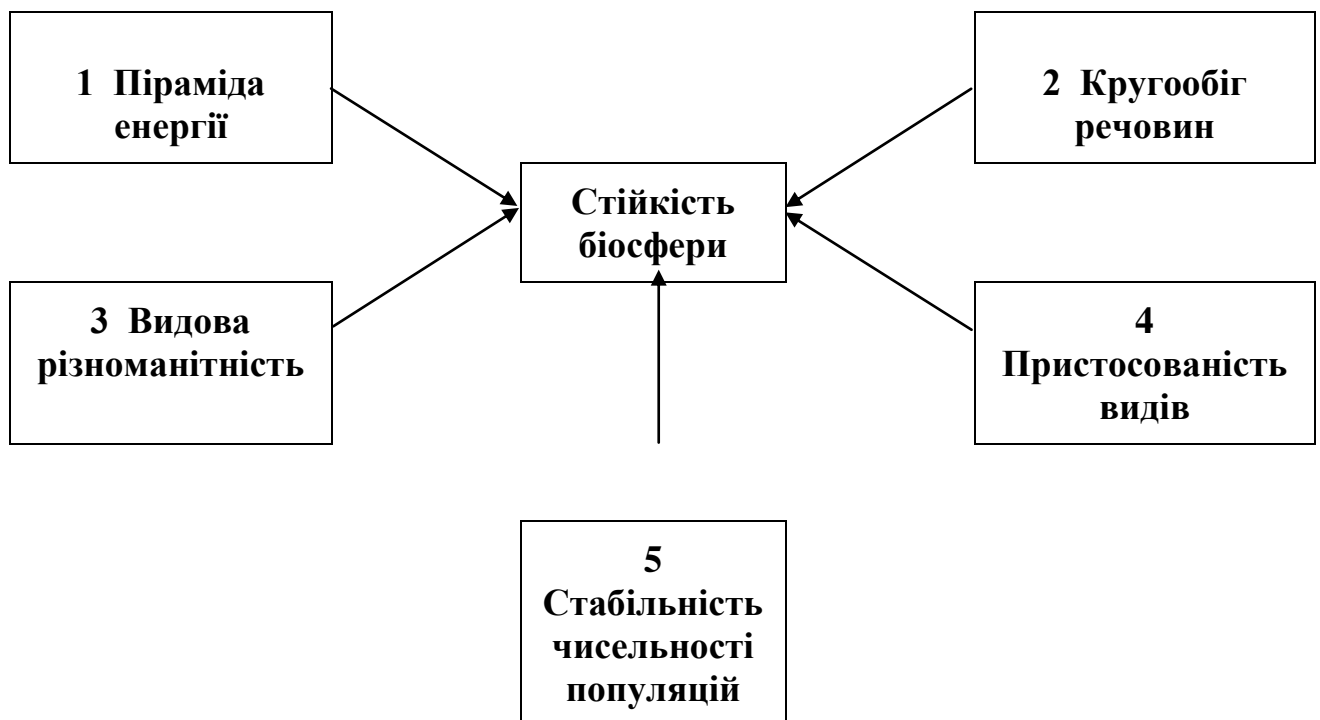 1 Піраміда
енергії
2 Кругообіг
речовин
Стійкість
біосфери
3 Видова
різноманітність
4
Пристосованість
видів
5
Стабільність
чисельності
популяцій